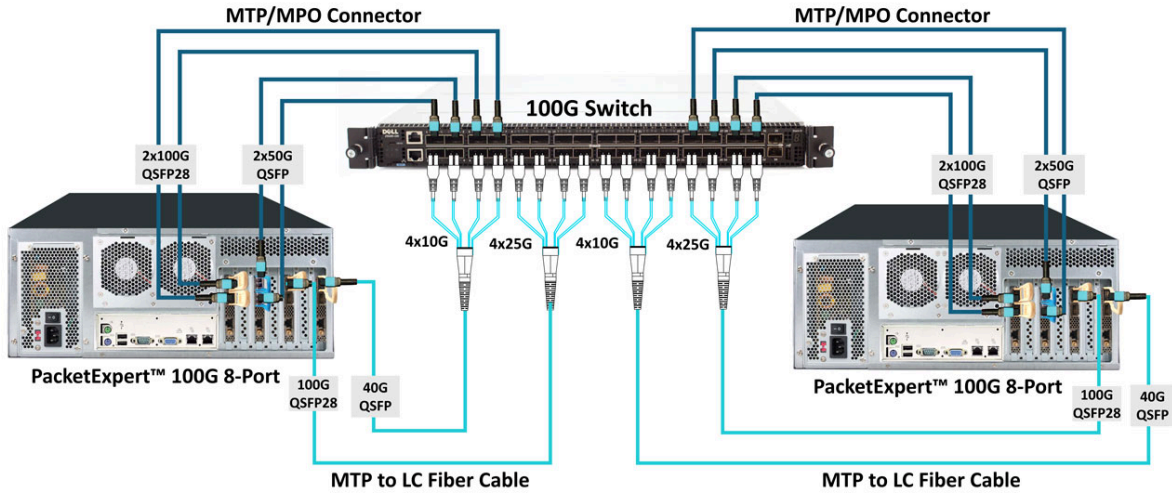 MTP/MPO Connector
MTP/MPO Connector
100G Switch
DELL
2x100G
QSFP28
2x50G
QSFP
2x100G
QSFP28
2x50G
QSFP
4x10G
4x25G
4x10G
4x25G
PacketExpert™ 100G 8-Port
PacketExpert™ 100G 8-Port
100G
QSFP28
40G
QSFP
100G
QSFP28
40G
QSFP
MTP to LC Fiber Cable
MTP to LC Fiber Cable